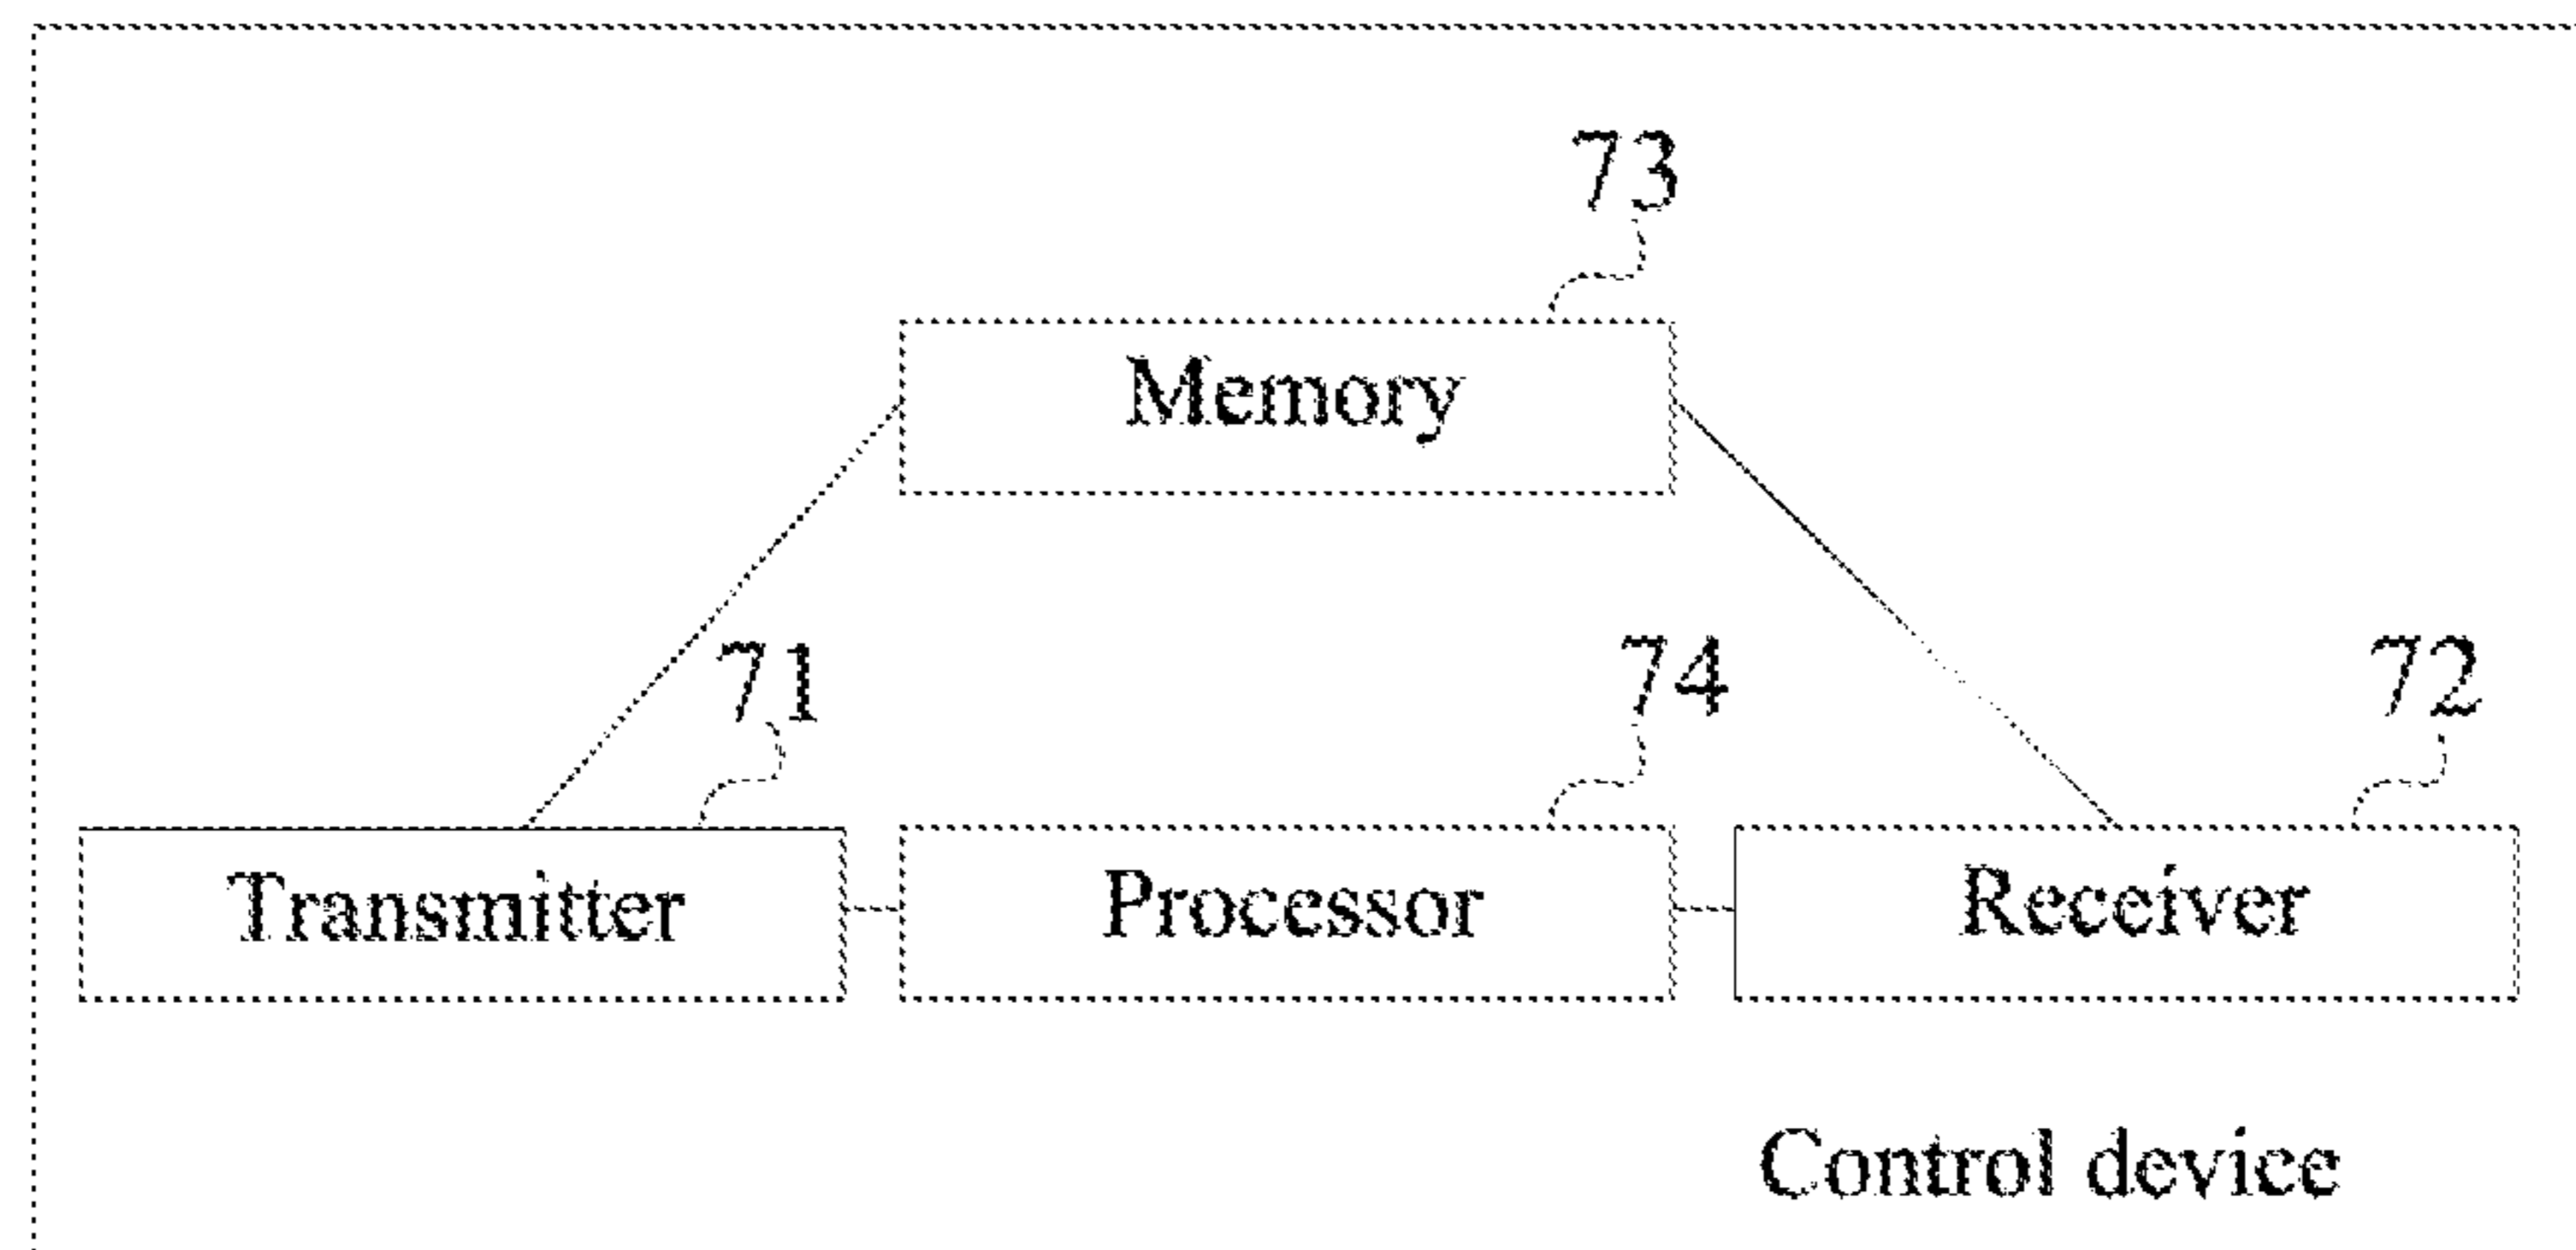 73
Memory
71
74
72
Transmitter
Processor
Receiver
Control device